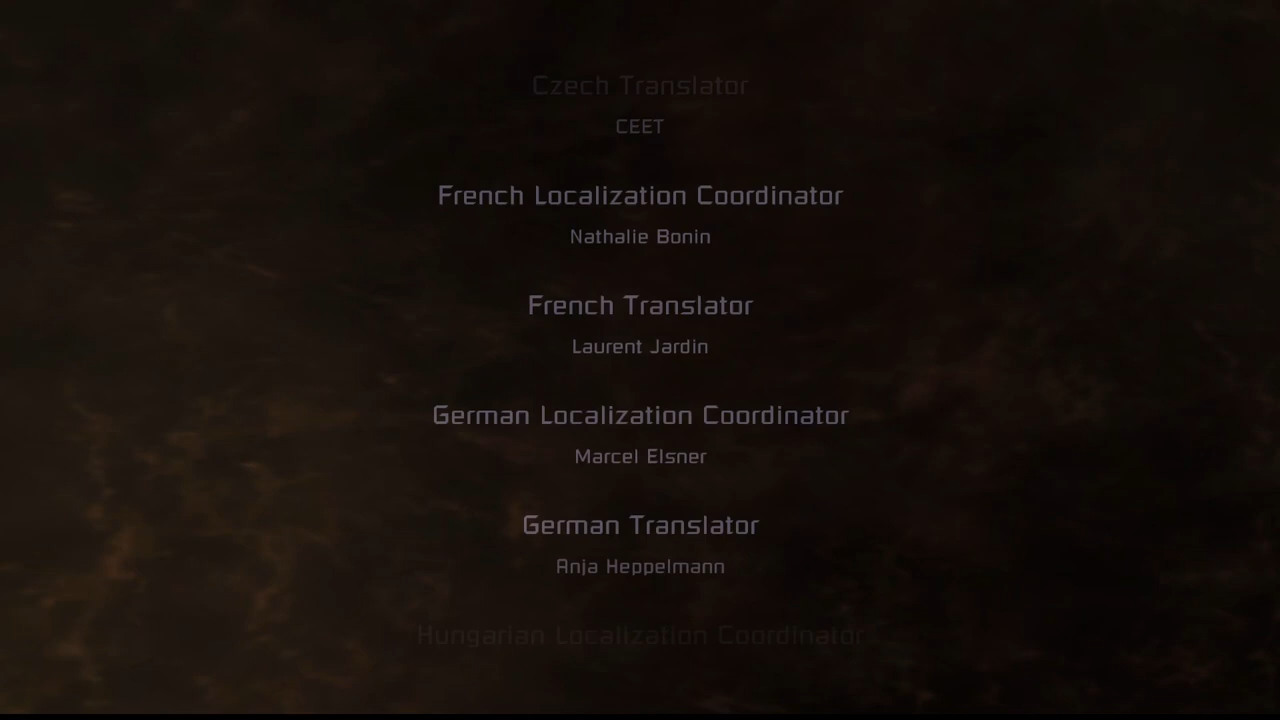 Czech Translator
CEET
French Localization Coordinator
Nathalie Bonin
French Translator
Laurent Jardin
German Localization Coordinator
Marcel Elsner
German Translator
Anja Heppelmann
Hungarian Localization Coordinator